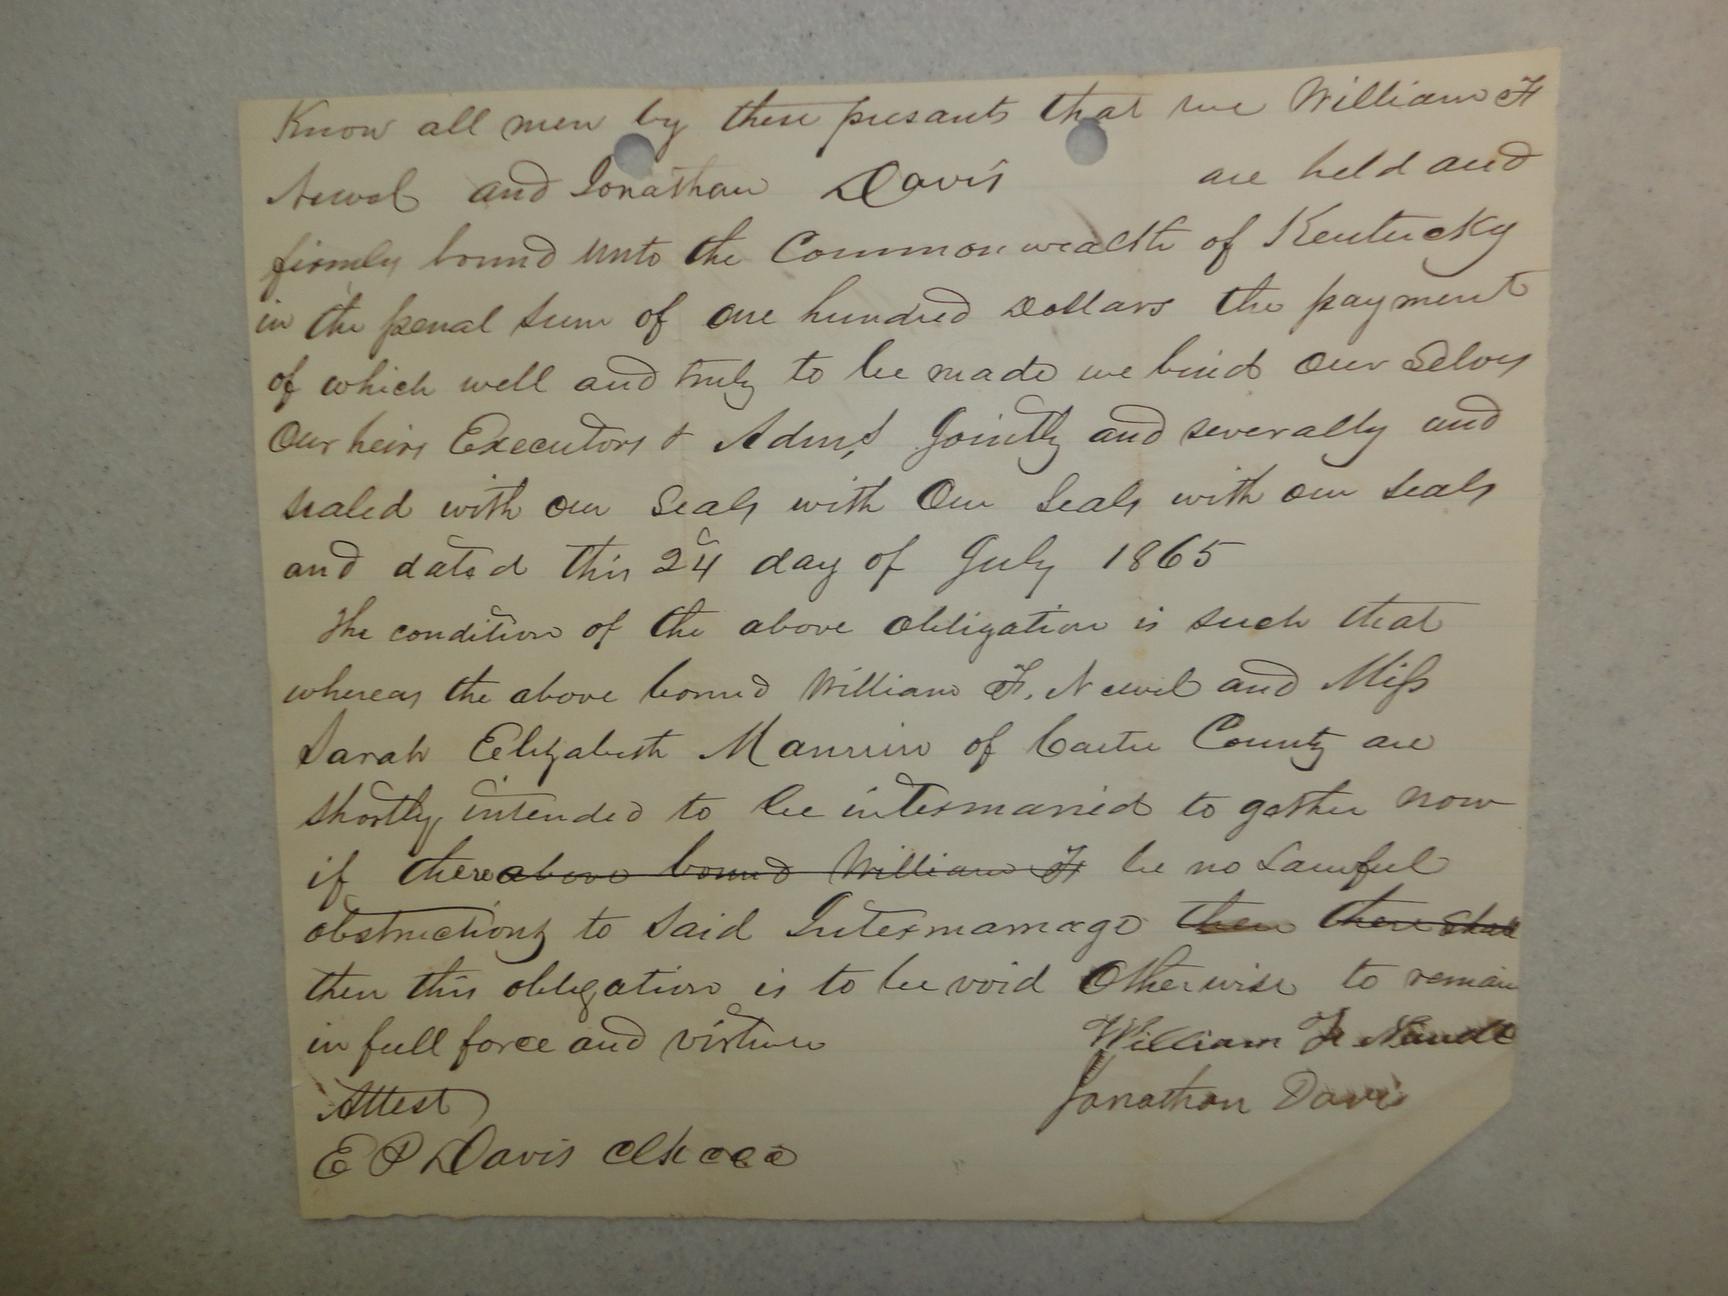 Know all men by these presants that we William F
Newel and Jonathan Davis are held and
firmly bound unto the Commonwealth of Kentucky
in the penal sum of one hundred Dollars the payment
of which well and truly to be made we bind our selves
Our heirs Executors & Adms, Jointly and severally and
sealed with our Seals with Our Seals with our seals
and dated this 24 day of July 1865
The condition of the above obligation is such that
whereas the above bound William F. Newel and Miss
Sarah Elizabeth Mannin of Carter County are
shortly intended to be intermarried to gether now
if there above bound William F be no Lawful
obstructions to said Intermarriage then there shall
then this obligation is to be void Otherwise to remain
in full force and virtue
William F
Jonathan Davis
Attest
E P Davis Clk